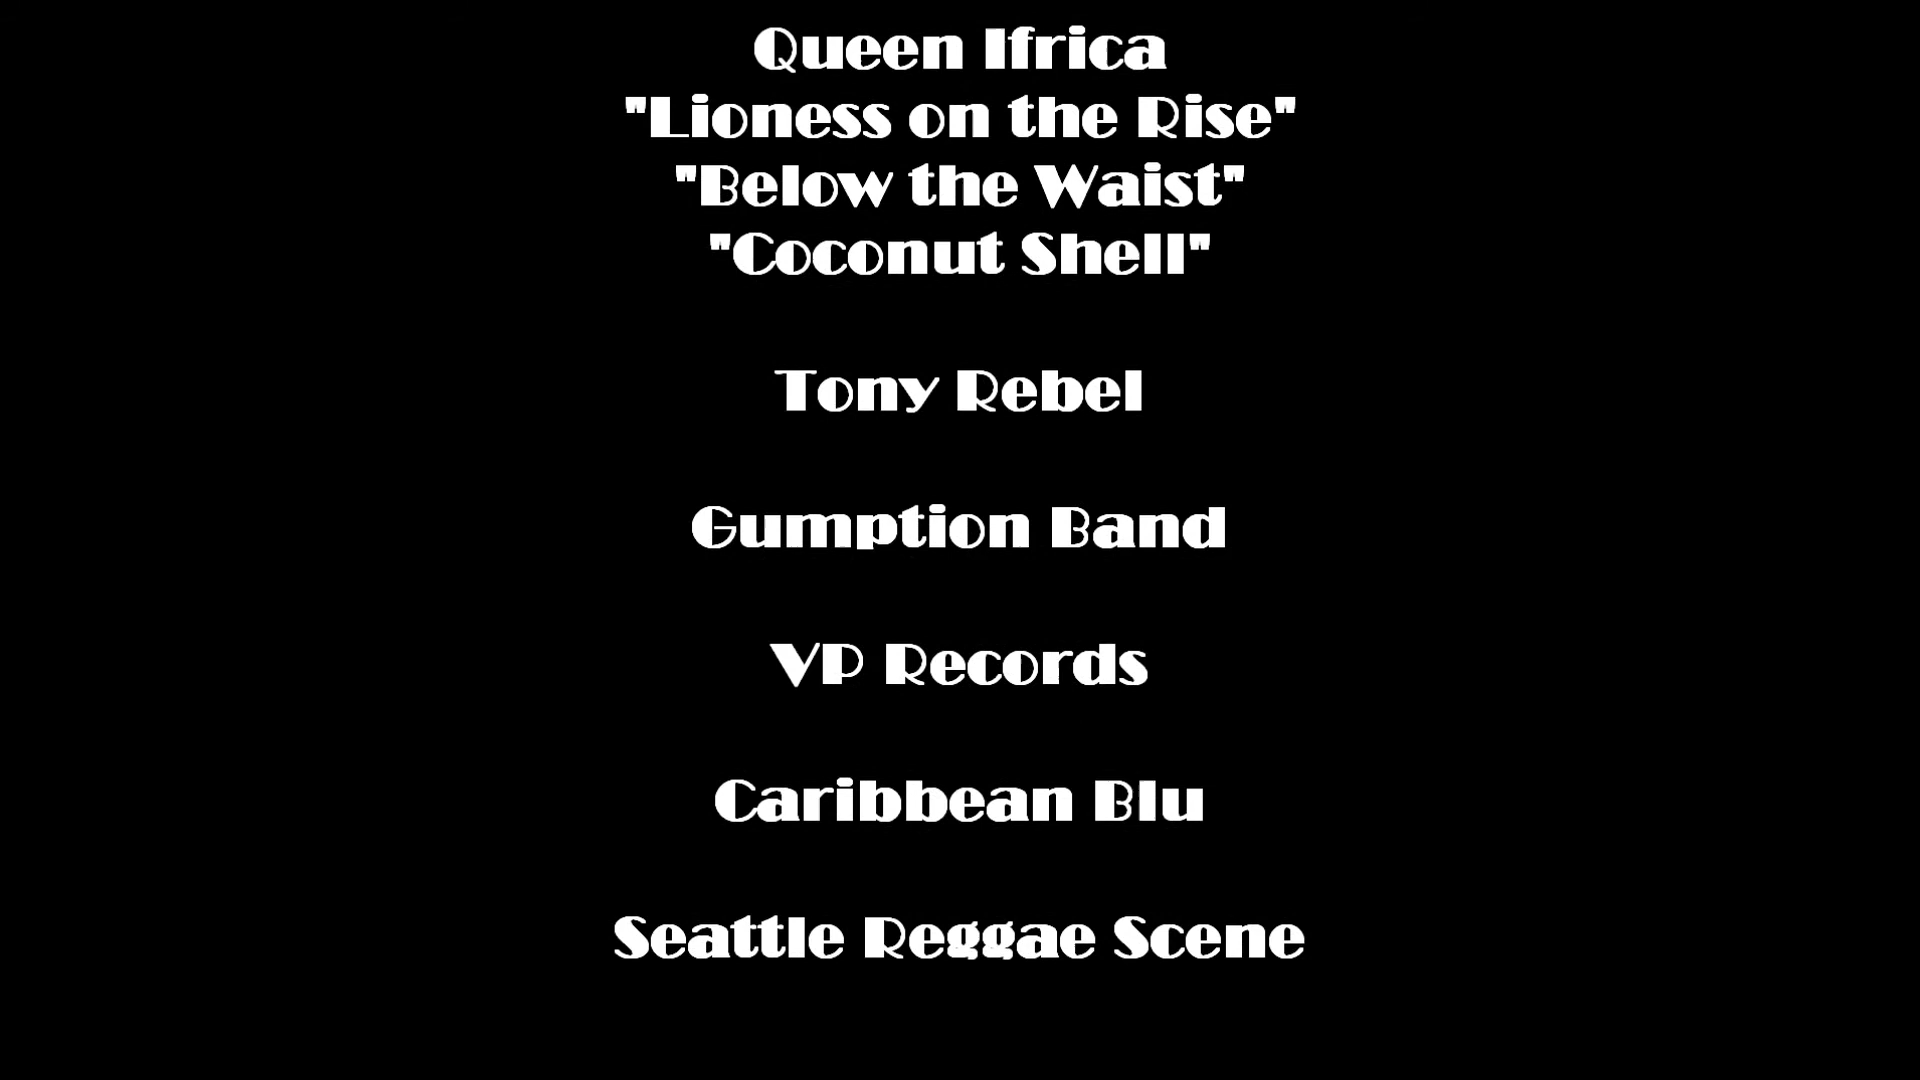 Queen Ifrica
"Lioness on the Rise"
"Below the Waist"
"Coconut Shell"
Tony Rebel
Gumption Band
VP Records
Caribbean Blu
Seattle Reggae Scene